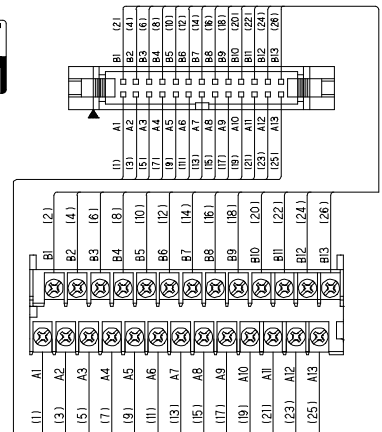 (2) (4) (6) (8) (10) (12) (14) (16) (18) (20) (22) (24) (26)
B1 B2 B3 B4 B5 B6 B7 B8 B9 B10 B11 B12 B13
A1 A2 A3 A4 A5 A6 A7 A8 A9 A10 A11 A12 A13
(1) (3) (5) (7) (9) (11) (13) (15) (17) (19) (21) (23) (25)
(2) (4) (6) (8) (10) (12) (14) (16) (18) (20) (22) (24) (26)
B1 B2 B3 B4 B5 B6 B7 B8 B9 B10 B11 B12 B13
A1 A2 A3 A4 A5 A6 A7 A8 A9 A10 A11 A12 A13
(1) (3) (5) (7) (9) (11) (13) (15) (17) (19) (21) (23) (25)